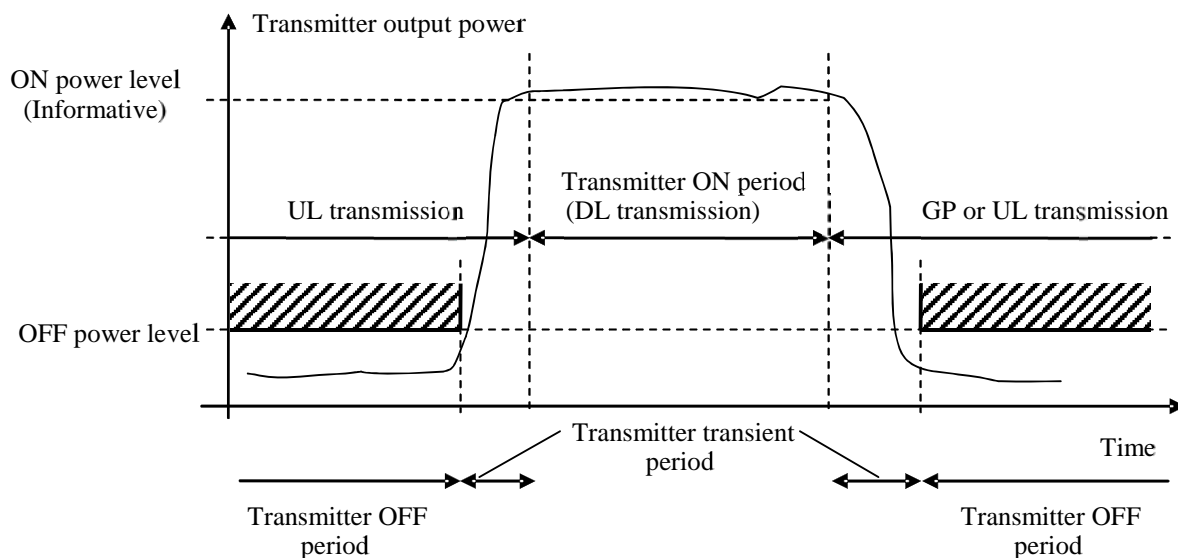 Transmitter output power
ON power level
(Informative)
Transmitter ON period
(DL transmission)
UL transmission
GP or UL transmission
OFF power level
Transmitter transient
period
Time
Transmitter OFF
period
Transmitter OFF
period